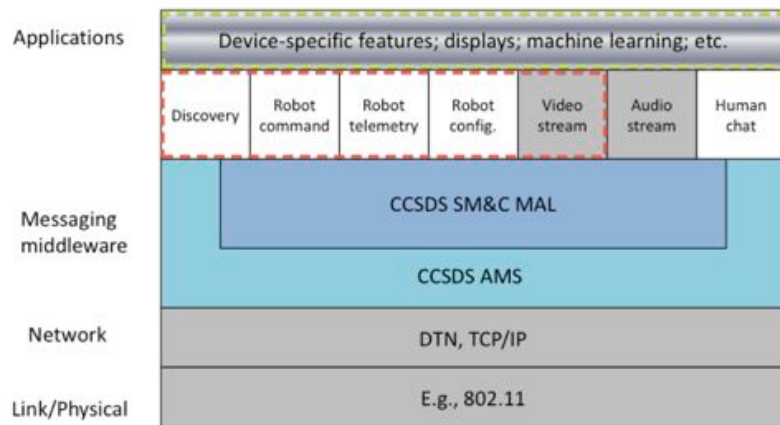 Applications
Device-specific features; displays; machine learning; etc.
Discovery
Robot
command
Robot
telemetry
Robot
config.
Video
stream
Audio
stream
Human
chat
Messaging
middleware
CCSDS SM&C MAL
CCSDS AMS
Network
DTN, TCP/IP
Link/Physical
E.g., 802.11